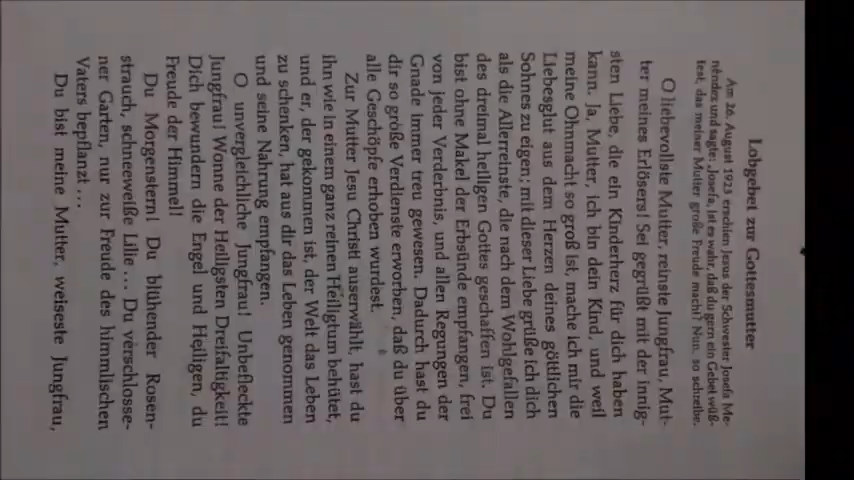 Lobgebet zur Gottesmutter
Am 26. August 1923 erschien Jesus der Schwester Josefa Me-
néndez und sagte: „Josefa, ist es wahr, daß du gern ein Gebet wüß-
test, das meiner Mutter große Freude macht? Nun, so schreibe.
O liebevollste Mutter, reinste Jungfrau, Mut-
ter meines Erlösers! Sei gegrüßt mit der innig-
sten Liebe, die ein Kinderherz für dich haben
kann. Ja, Mutter, ich bin dein Kind, und weil
meine Ohnmacht so groß ist, mache ich mir die
Liebesglut aus dem Herzen deines göttlichen
Sohnes zu eigen; mit dieser Liebe grüße ich dich
als die Allerreinste, die nach dem Wohlgefallen
des dreimal heiligen Gottes geschaffen ist. Du
bist ohne Makel der Erbsünde empfangen, frei
von jeder Verderbnis, und allen Regungen der
Gnade immer treu gewesen. Dadurch hast du
dir so große Verdienste erworben, daß du über
alle Geschöpfe erhoben wurdest.
Zur Mutter Jesu Christi auserwählt, hast du
ihn wie in einem ganz reinen Heiligtum behütet,
und er, der gekommen ist, der Welt das Leben
zu schenken, hat aus dir das Leben genommen
und seine Nahrung empfangen.
O unvergleichliche Jungfrau! Unbefleckte
Jungfrau! Wonne der Heiligsten Dreifaltigkeit!
Dich bewundern die Engel und Heiligen, du
Freude der Himmel!
Du Morgenstern! Du blühender Rosen-
strauch, schneeweiße Lilie ... Du verschlosse-
ner Garten, nur zur Freude des himmlischen
Vaters bepflanzt ...
Du bist meine Mutter, weiseste Jungfrau,